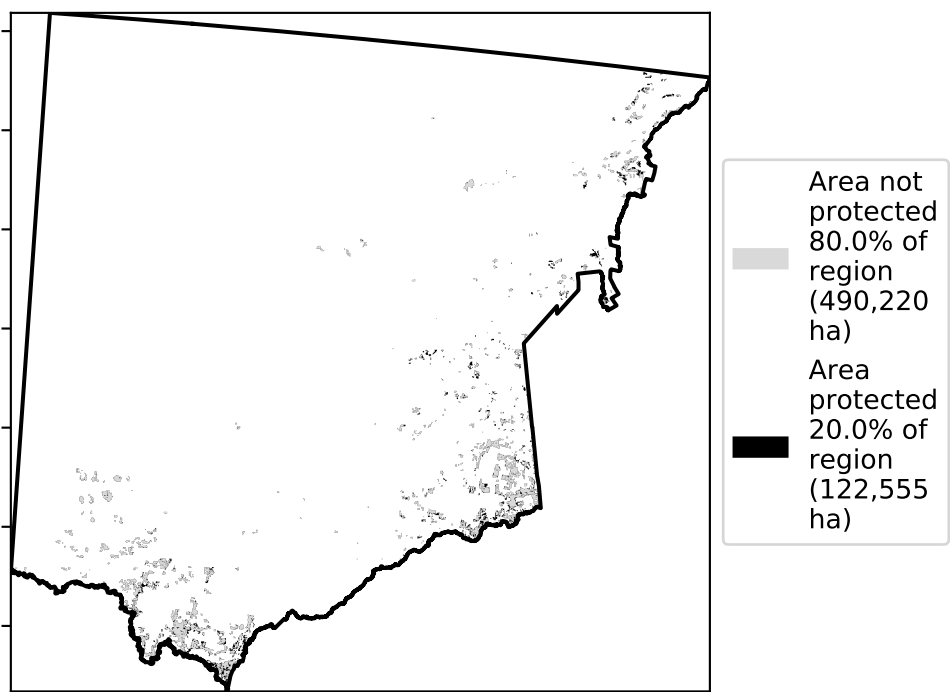 Area not
protected
80.0% of
region
(490,220
ha)
Area
protected
20.0% of
region
(122,555
ha)